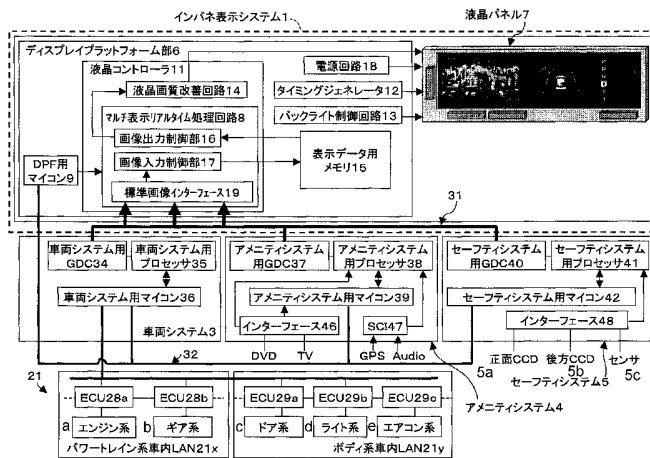 インパネ表示システム1
液晶パネル7
ディスプレイプラットフォーム部6
液晶コントローラ11
電源回路18
液晶画質改善回路14
タイミングジェネレータ12
マルチ表示リアルタイム処理回路8
バックライト制御回路13
画像出力制御部16
DPF用
マイコン9
画像入力制御部17
表示データ用
メモリ15
標準画像インターフェース19
31
車両システム用
GDC34
車両システム用
プロセッサ35
アメニティシステム
用GDC37
アメニティシステム
用プロセッサ38
セーフティシステム
用GDC40
セーフティシステム
用プロセッサ41
車両システム用マイコン36
アメニティシステム用マイコン39
セーフティシステム用マイコン42
インターフェース46
SCI47
インターフェース48
車両システム3
DVD
TV
GPS
Audio
正面CCD
後方CCD
センサ
5a
5b
5c
セーフティシステム5
32
アメニティシステム4
21
ECU28a
ECU28b
ECU29a
ECU29b
ECU29c
a
エンジン系
b
ギア系
c
ドア系
d
ライト系
e
エアコン系
パワートレイン系車内LAN21x
ボディ系車内LAN21y